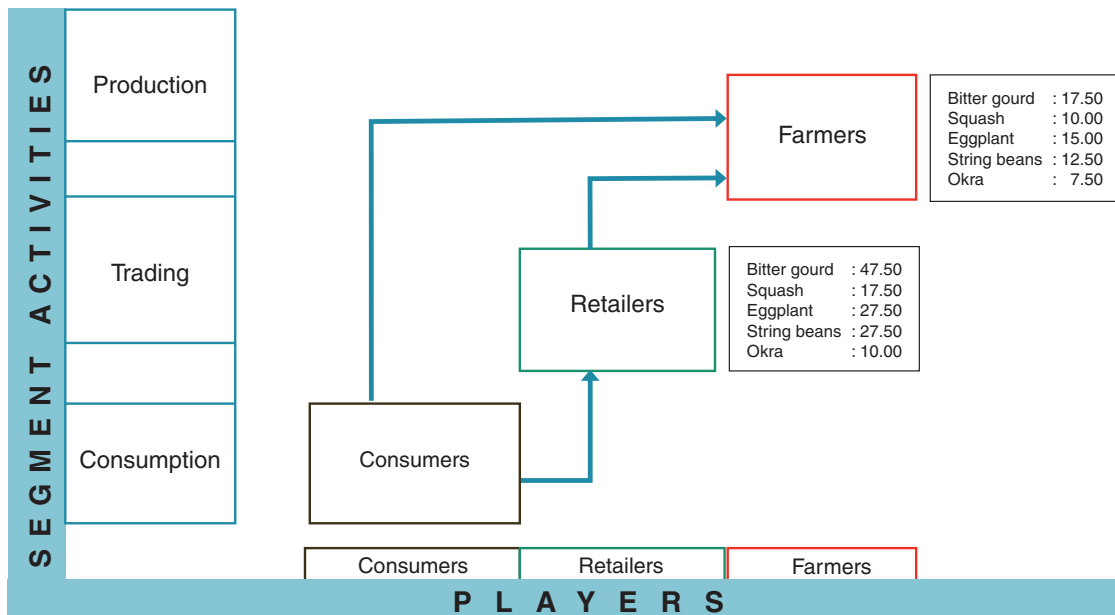 SEGMENT ACTIVITIES
Production
Trading
Consumption
Farmers
Bitter gourd : 17.50
Squash : 10.00
Eggplant : 15.00
String beans : 12.50
Okra : 7.50
Retailers
Bitter gourd : 47.50
Squash : 17.50
Eggplant : 27.50
String beans : 27.50
Okra : 10.00
Consumers
Consumers
Retailers
Farmers
PLAYERS